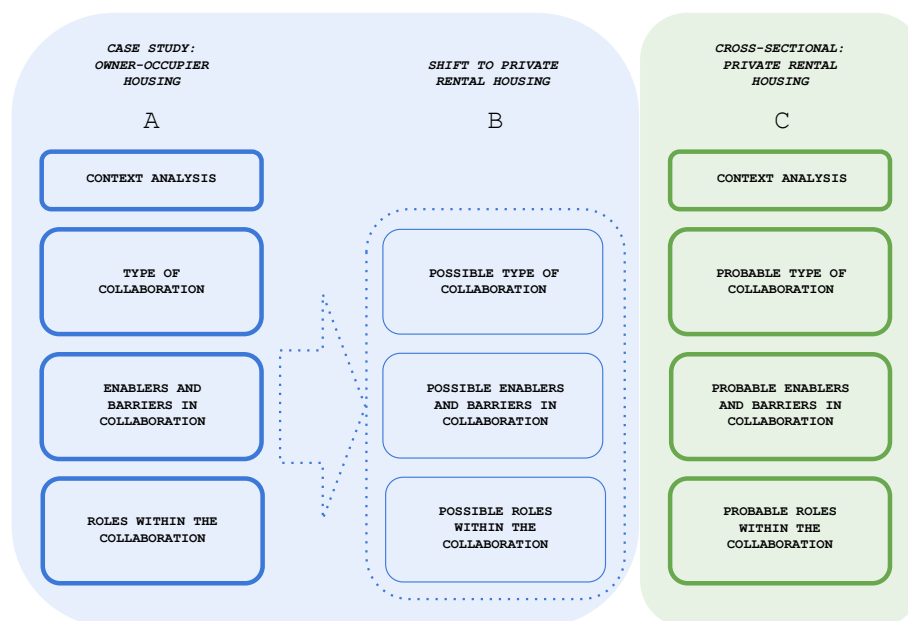 CASE STUDY:
OWNER-OCCUPIER
HOUSING
A
CONTEXT ANALYSIS
TYPE OF
COLLABORATION
ENABLERS AND
BARRIERS IN
COLLABORATION
ROLES WITHIN THE
COLLABORATION
SHIFT TO PRIVATE
RENTAL HOUSING
B
POSSIBLE TYPE OF
COLLABORATION
POSSIBLE ENABLERS
AND BARRIERS IN
COLLABORATION
POSSIBLE ROLES
WITHIN THE
COLLABORATION
CROSS-SECTIONAL:
PRIVATE RENTAL
HOUSING
C
CONTEXT ANALYSIS
PROBABLE TYPE OF
COLLABORATION
PROBABLE ENABLERS
AND BARRIERS IN
COLLABORATION
PROBABLE ROLES
WITHIN THE
COLLABORATION